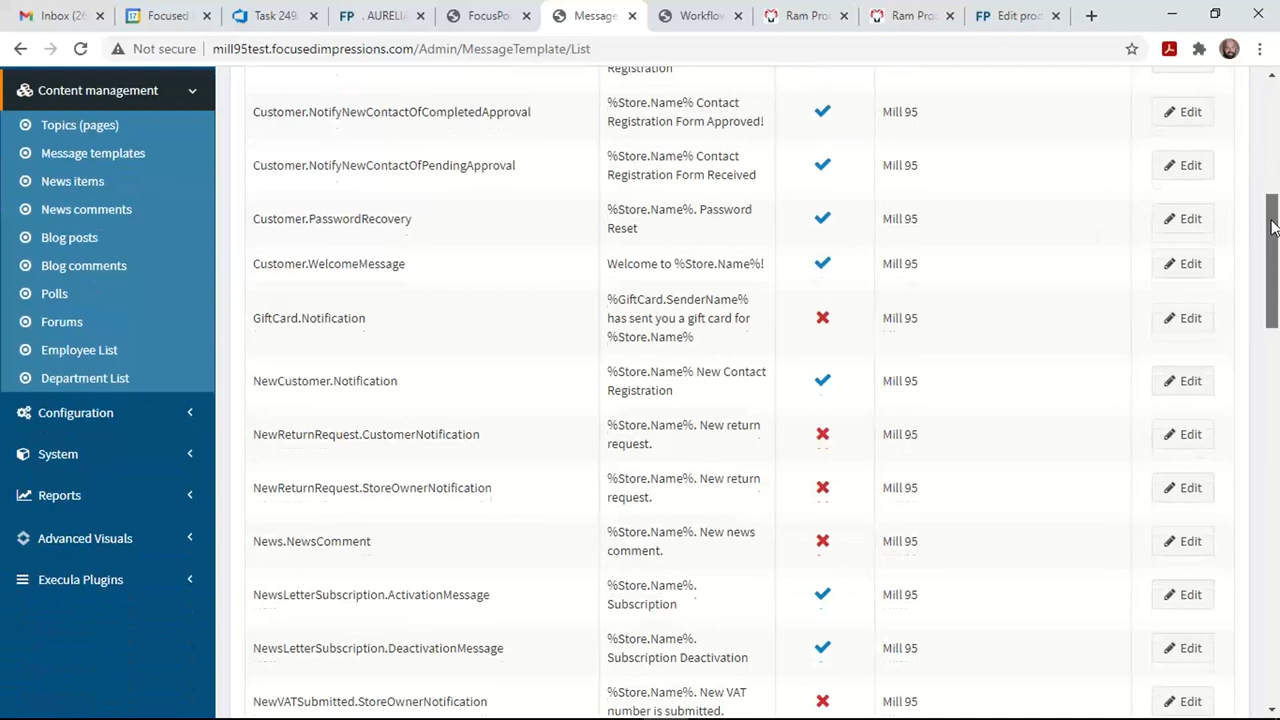 Inbox (26
Focused
Task 249
FP . AURELIA
FocusPo
Message
Workflow
Ram Pro
Ram Pro
FP Edit prod
Not secure mill95test.focusedimpressions.com/Admin/MessageTemplate/List
Content management
Topics (pages)
Message templates
News items
News comments
Blog posts
Blog comments
Polls
Forums
Employee List
Department List
Configuration
System
Reports
Advanced Visuals
Execula Plugins
Registration
Customer.NotifyNewContactOfCompletedApproval
%Store.Name% Contact
Registration Form Approved!
Mill 95
Edit
Customer.NotifyNewContactOfPendingApproval
%Store.Name% Contact
Registration Form Received
Mill 95
Edit
Customer.PasswordRecovery
%Store.Name%. Password
Reset
Mill 95
Edit
Customer.WelcomeMessage
Welcome to %Store.Name%!
Mill 95
Edit
GiftCard.Notification
%GiftCard.SenderName%
has sent you a gift card for
%Store.Name%
Mill 95
Edit
NewCustomer.Notification
%Store.Name% New Contact
Registration
Mill 95
Edit
NewReturnRequest.CustomerNotification
%Store.Name%. New return
request.
Mill 95
Edit
NewReturnRequest.StoreOwnerNotification
%Store.Name%. New return
request.
Mill 95
Edit
News.NewsComment
%Store.Name%. New news
comment.
Mill 95
Edit
NewsLetterSubscription.ActivationMessage
%Store.Name%.
Subscription
Mill 95
Edit
NewsLetterSubscription.DeactivationMessage
%Store.Name%.
Subscription Deactivation
Mill 95
Edit
NewVATSubmitted.StoreOwnerNotification
%Store.Name%. New VAT
number is submitted.
Mill 95
Edit